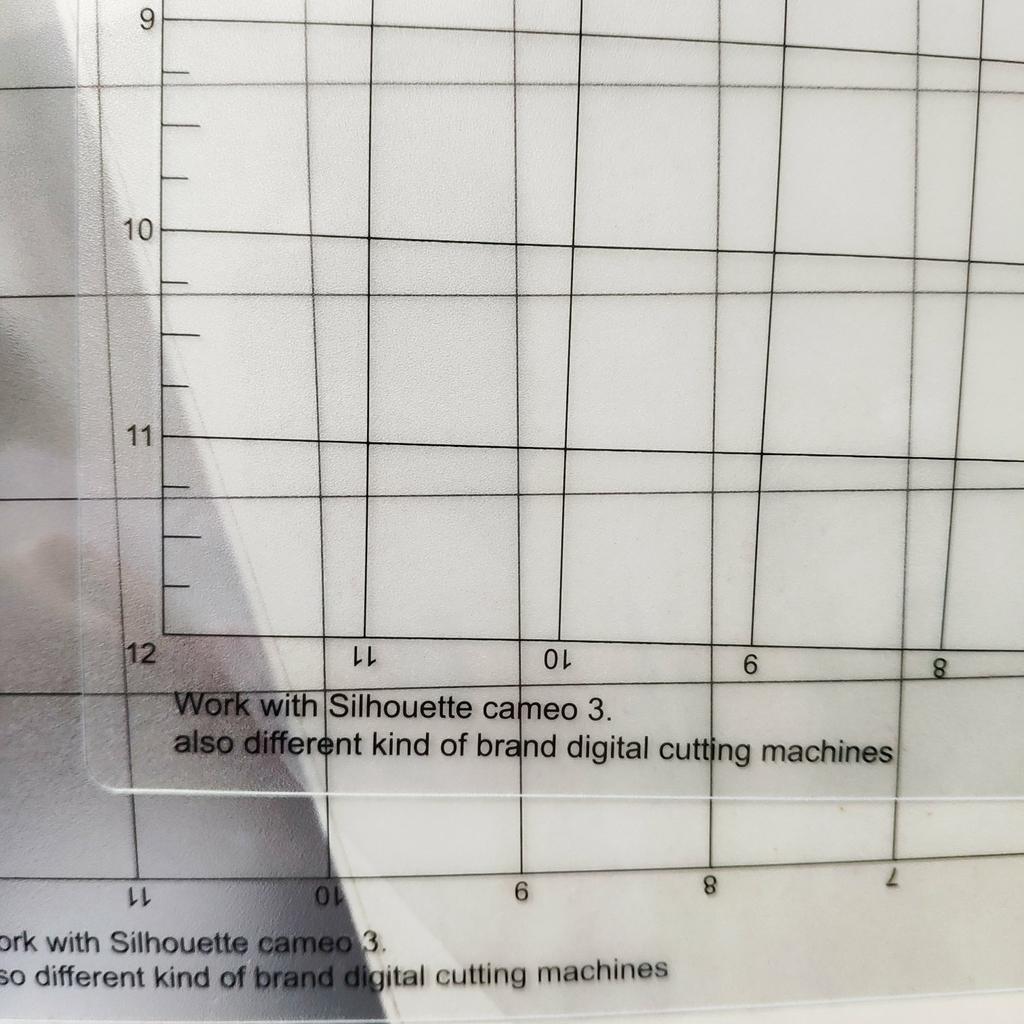 9
10
11
12
11 10 9 8
Work with Silhouette cameo 3.
also different kind of brand digital cutting machines
11 10 9 8 7
ork with Silhouette cameo 3.
so different kind of brand digital cutting machines